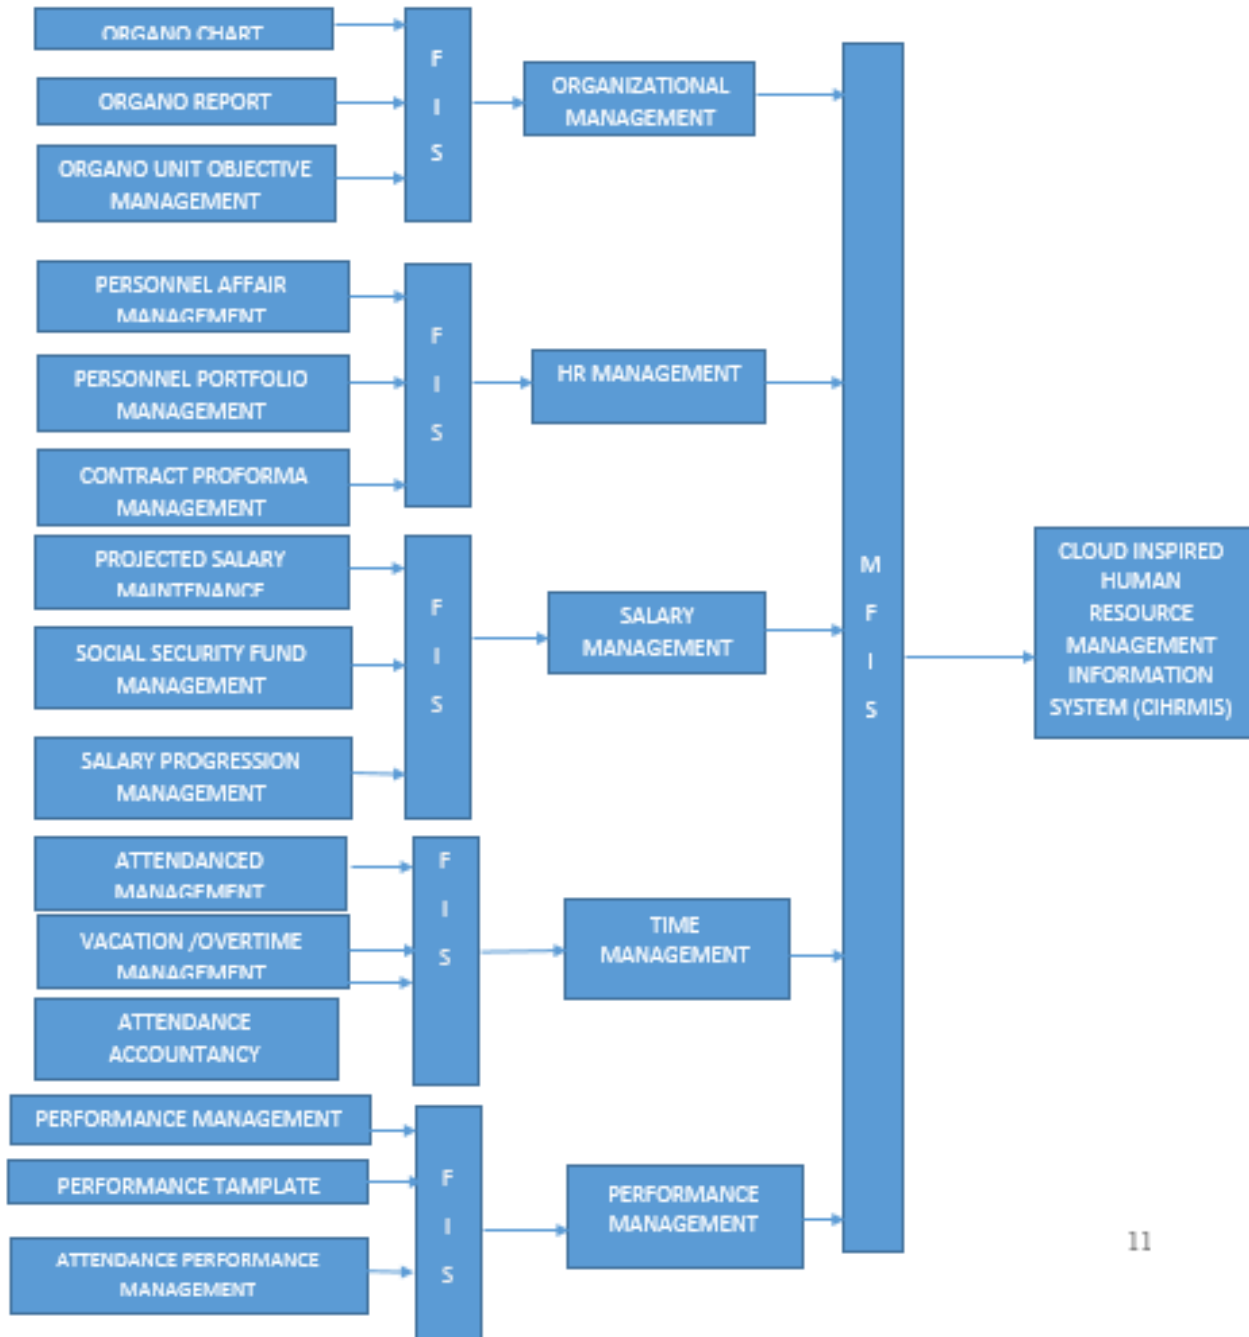 ORGANO CHART
ORGANO REPORT
ORGANO UNIT OBJECTIVE
MANAGEMENT
F
I
S
ORGANIZATIONAL
MANAGEMENT
PERSONNEL AFFAIR
MANAGEMENT
PERSONNEL PORTFOLIO
MANAGEMENT
CONTRACT PROFORMA
MANAGEMENT
F
I
S
HR MANAGEMENT
PROJECTED SALARY
MAINTENANCE
SOCIAL SECURITY FUND
MANAGEMENT
SALARY PROGRESSION
MANAGEMENT
F
I
S
SALARY
MANAGEMENT
ATTENDANCED
MANAGEMENT
VACATION /OVERTIME
MANAGEMENT
ATTENDANCE
ACCOUNTANCY
F
I
S
TIME
MANAGEMENT
PERFORMANCE MANAGEMENT
PERFORMANCE TAMPLATE
ATTENDANCE PERFORMANCE
MANAGEMENT
F
I
S
PERFORMANCE
MANAGEMENT
M
F
I
S
CLOUD INSPIRED
HUMAN
RESOURCE
MANAGEMENT
INFORMATION
SYSTEM (CIHRMIS)
11